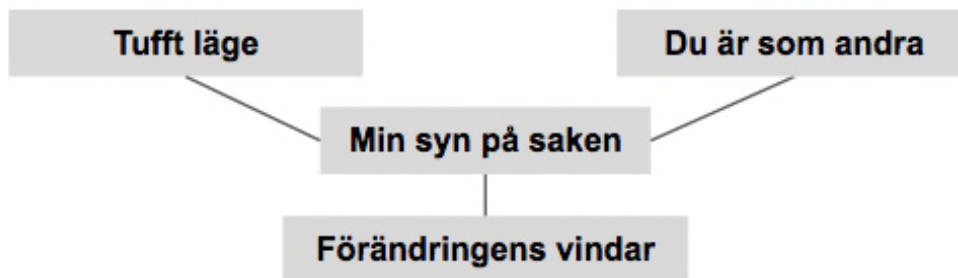 Tufft läge
Du är som andra
Min syn på saken
Förändringens vindar